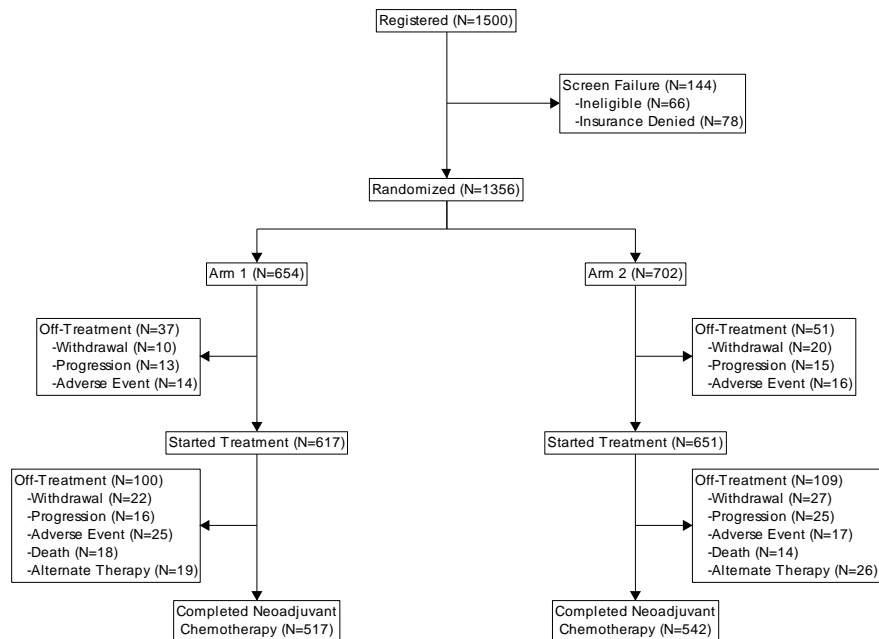 Registered (N=1500)
Screen Failure (N=144)
-Ineligible (N=66)
-Insurance Denied (N=78)
Randomized (N=1356)
Arm 1 (N=654)
Arm 2 (N=702)
Off-Treatment (N=37)
-Withdrawal (N=10)
-Progression (N=13)
-Adverse Event (N=14)
Off-Treatment (N=51)
-Withdrawal (N=20)
-Progression (N=15)
-Adverse Event (N=16)
Started Treatment (N=617)
Started Treatment (N=651)
Off-Treatment (N=100)
-Withdrawal (N=22)
-Progression (N=16)
-Adverse Event (N=25)
-Death (N=18)
-Alternate Therapy (N=19)
Off-Treatment (N=109)
-Withdrawal (N=27)
-Progression (N=25)
-Adverse Event (N=17)
-Death (N=14)
-Alternate Therapy (N=26)
Completed Neoadjuvant
Chemotherapy (N=517)
Completed Neoadjuvant
Chemotherapy (N=542)